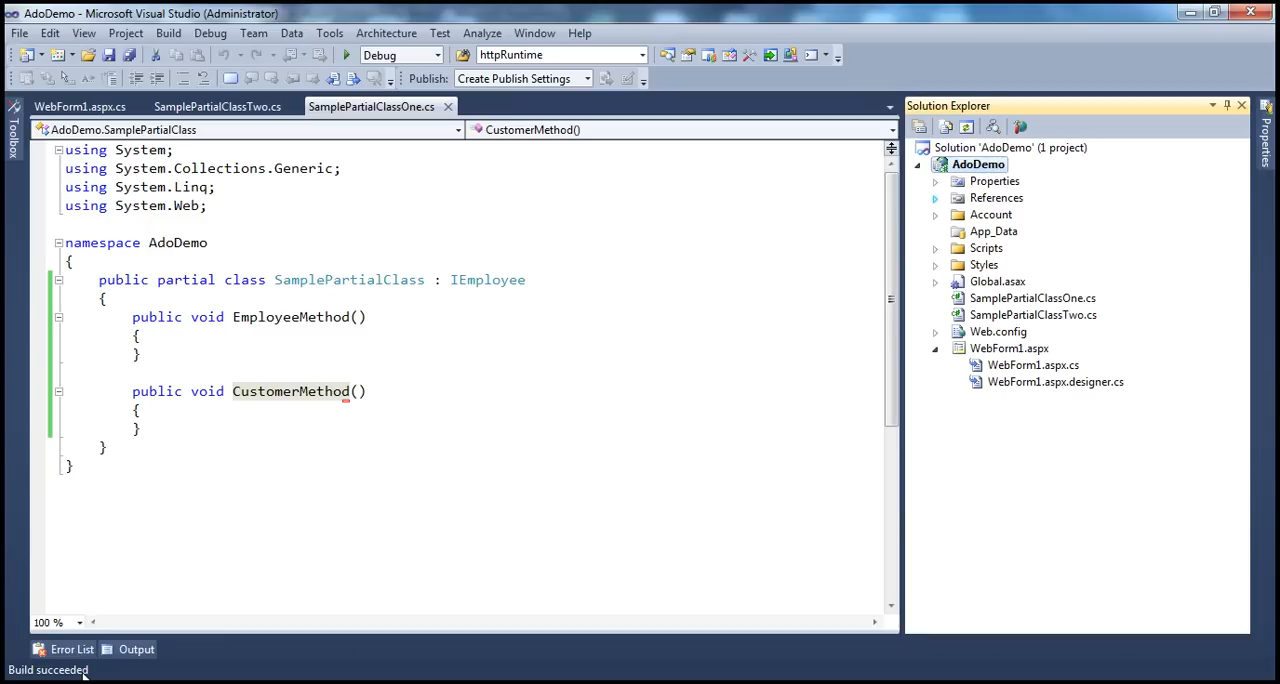 AdoDemo - Microsoft Visual Studio (Administrator)
File Edit View Project Build Debug Team Data Tools Architecture Test Analyze Window Help
Debug httpRuntime
Publish: Create Publish Settings
WebForm1.aspx.cs SamplePartialClassTwo.cs SamplePartialClassOne.cs
AdoDemo.SamplePartialClass CustomerMethod()
using System;
using System.Collections.Generic;
using System.Linq;
using System.Web;
namespace AdoDemo
{
public partial class SamplePartialClass : IEmployee
{
public void EmployeeMethod()
{
}
public void CustomerMethod()
{
}
}
}
100 %
Error List Output
Build succeeded
Toolbox
Solution Explorer
Solution 'AdoDemo' (1 project)
AdoDemo
Properties
References
Account
App_Data
Scripts
Styles
Global.asax
SamplePartialClassOne.cs
SamplePartialClassTwo.cs
Web.config
WebForm1.aspx
WebForm1.aspx.cs
WebForm1.aspx.designer.cs
Properties